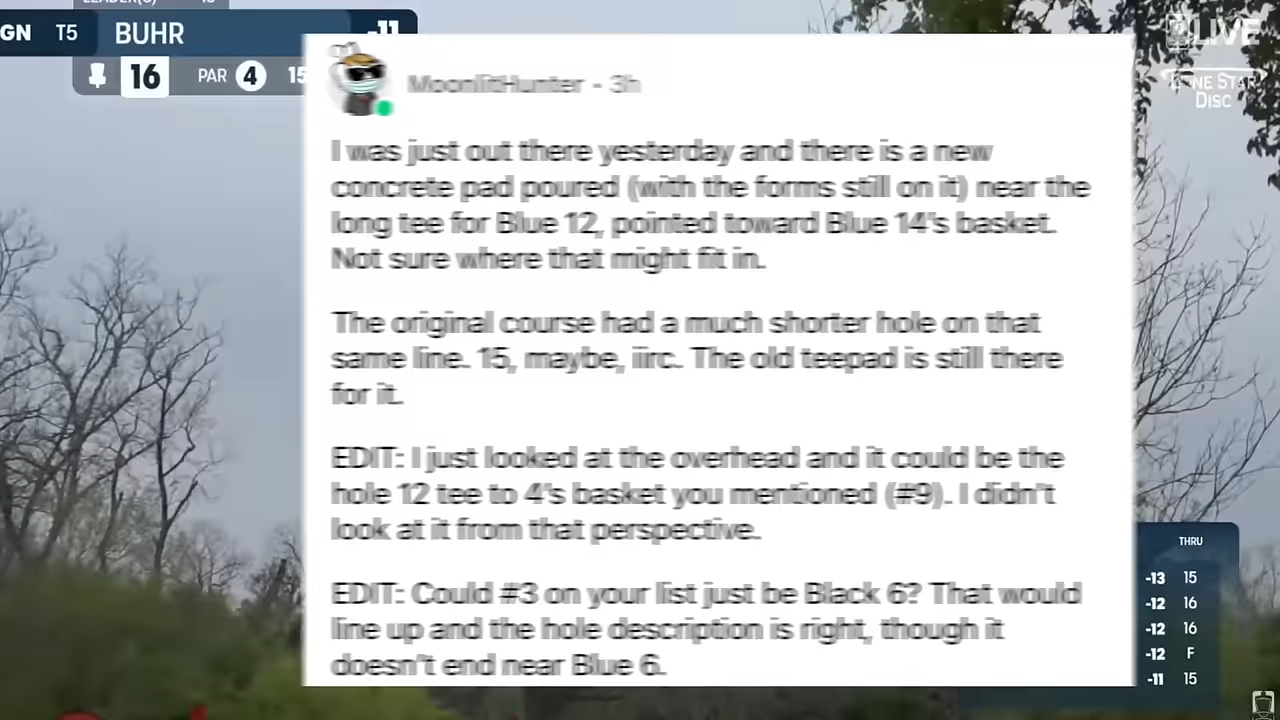 GN T5 BUHR -11
16 PAR 4 15
LIVE
NE STAR
DISC
MoonlitHunter - 3h
I was just out there yesterday and there is a new
concrete pad poured (with the forms still on it) near the
long tee for Blue 12, pointed toward Blue 14's basket.
Not sure where that might fit in.
The original course had a much shorter hole on that
same line. 15, maybe, iirc. The old teepad is still there
for it.
EDIT: I just looked at the overhead and it could be the
hole 12 tee to 4's basket you mentioned (#9). I didn't
look at it from that perspective.
EDIT: Could #3 on your list just be Black 6? That would
line up and the hole description is right, though it
doesn't end near Blue 6.
THRU
-13 15
-12 16
-12 16
-12 F
-11 15